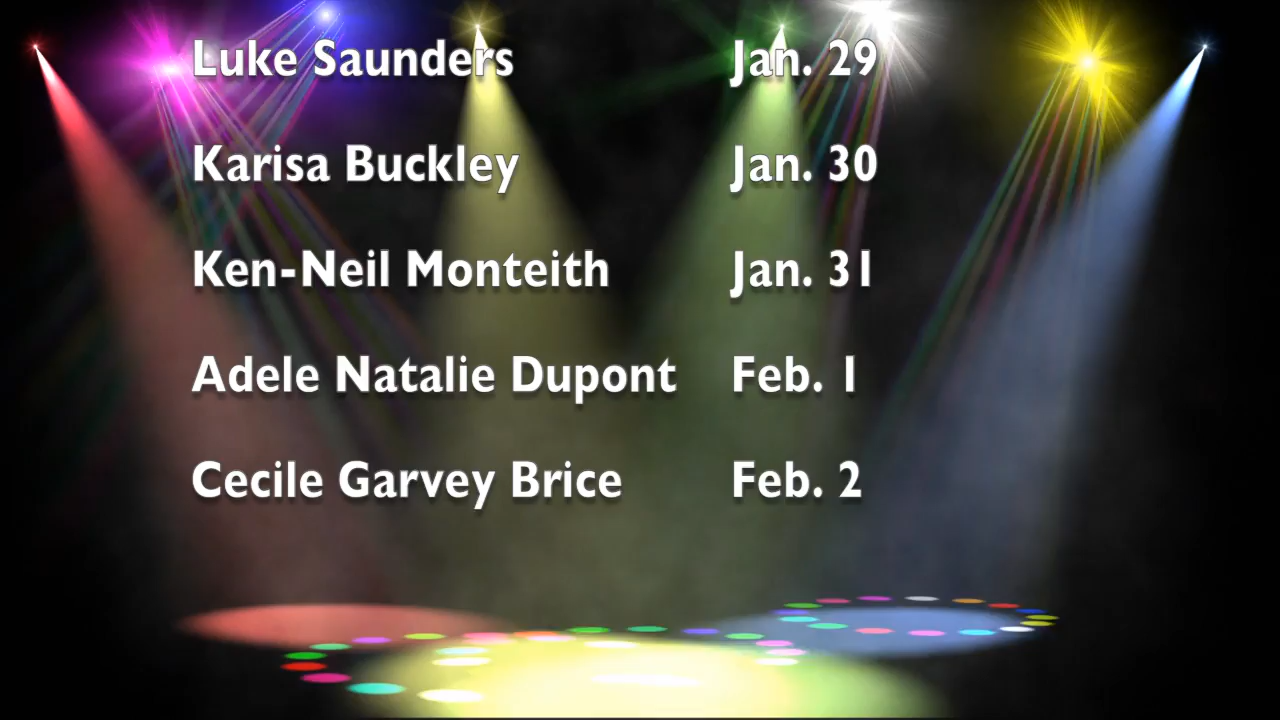 Luke Saunders Jan. 29
Karisa Buckley Jan. 30
Ken-Neil Monteith Jan. 31
Adele Natalie Dupont Feb. 1
Cecile Garvey Brice Feb. 2